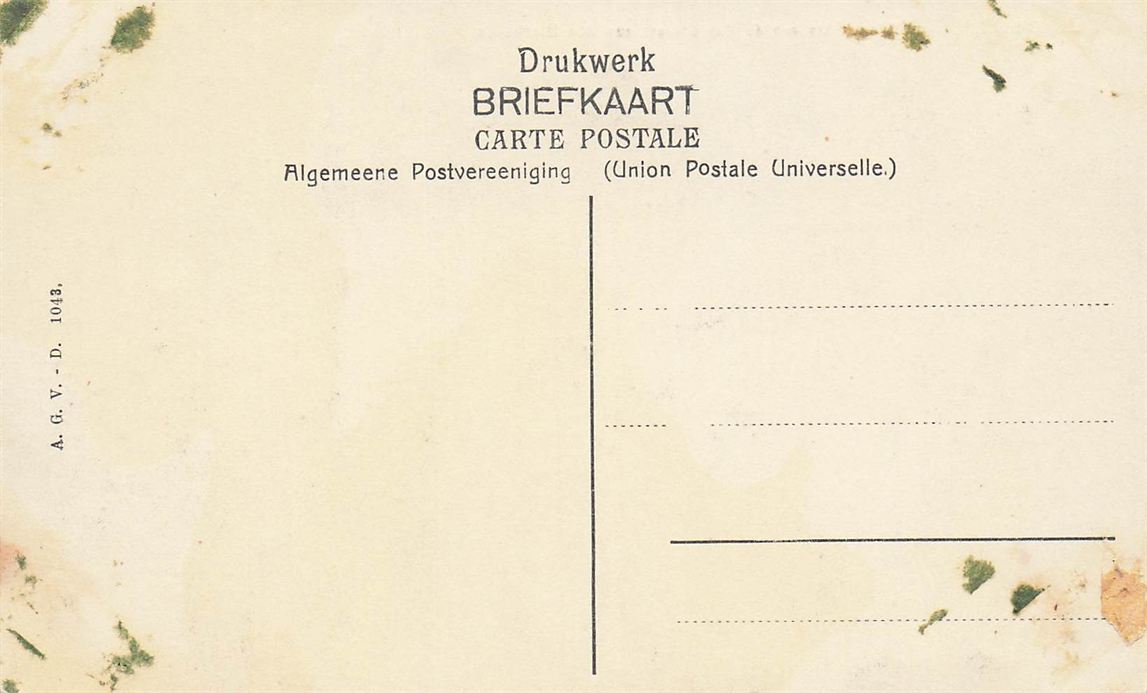 Drukwerk
BRIEFKAART
CARTE POSTALE
Algemeene Postvereeniging (Union Postale Universelle.)
A. G. V. - D. 1043.